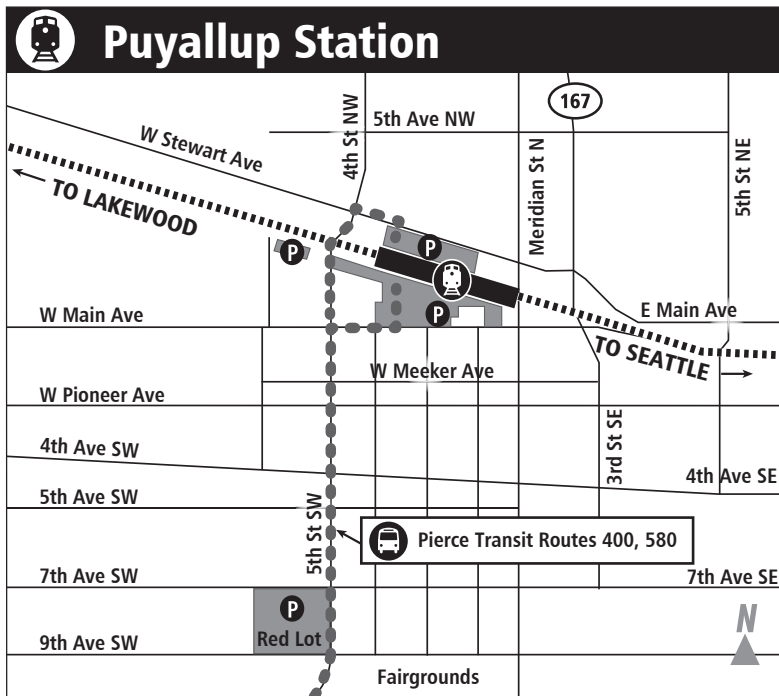 Puyallup Station
167
5th Ave NW
4th St NW
W Stewart Ave
Meridian St N
5th St NE
TO LAKEWOOD
P
P
P
W Main Ave
E Main Ave
TO SEATTLE
W Meeker Ave
W Pioneer Ave
3rd St SE
4th Ave SW
4th Ave SE
5th Ave SW
5th St SW
Pierce Transit Routes 400, 580
7th Ave SW
7th Ave SE
P
Red Lot
9th Ave SW
N
Fairgrounds